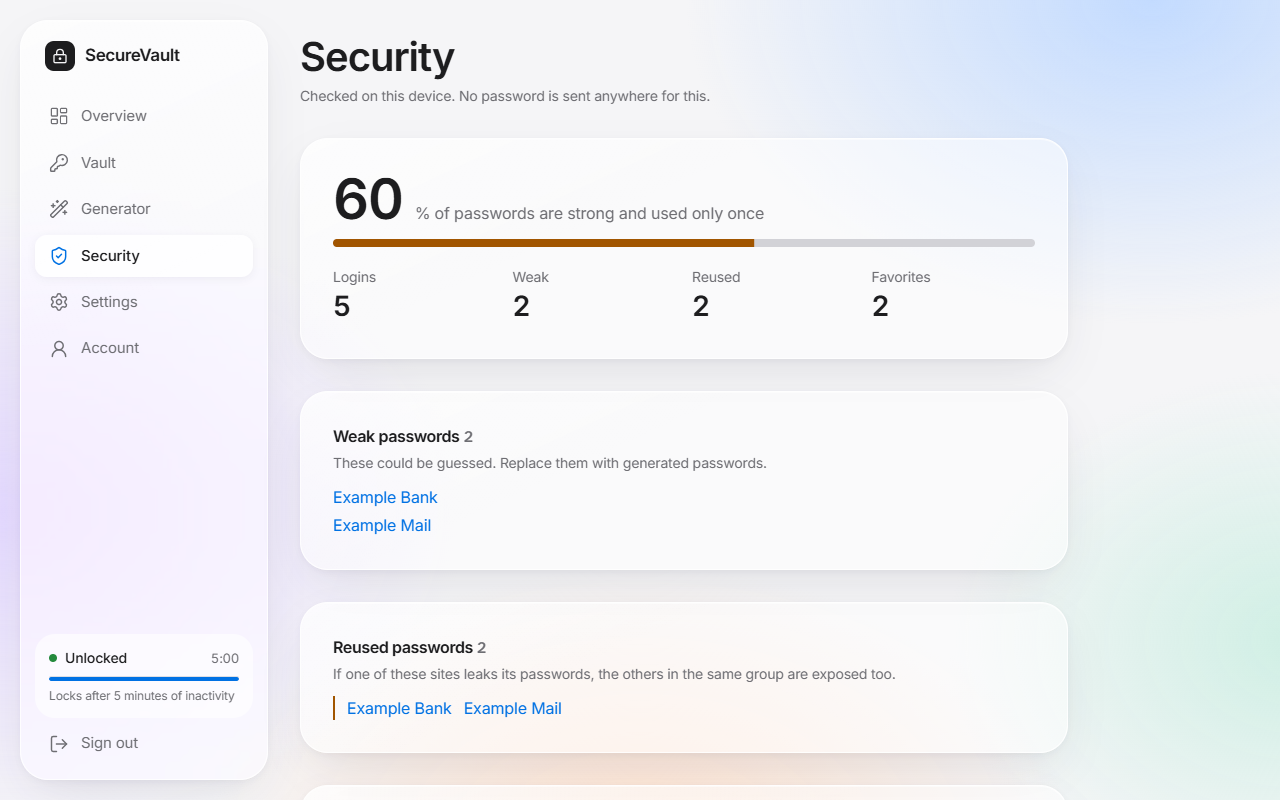 SecureVault
Overview
Vault
Generator
Security
Settings
Account
Unlocked 5:00
Locks after 5 minutes of inactivity
Sign out
Security
Checked on this device. No password is sent anywhere for this.
60 % of passwords are strong and used only once
Logins Weak Reused Favorites
5 2 2 2
Weak passwords 2
These could be guessed. Replace them with generated passwords.
Example Bank
Example Mail
Reused passwords 2
If one of these sites leaks its passwords, the others in the same group are exposed too.
Example Bank Example Mail